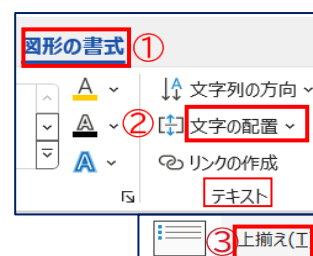 図形の書式 ①
A
文字列の方向
A ② 文字の配置
A リンクの作成
テキスト
③ 上揃え(T